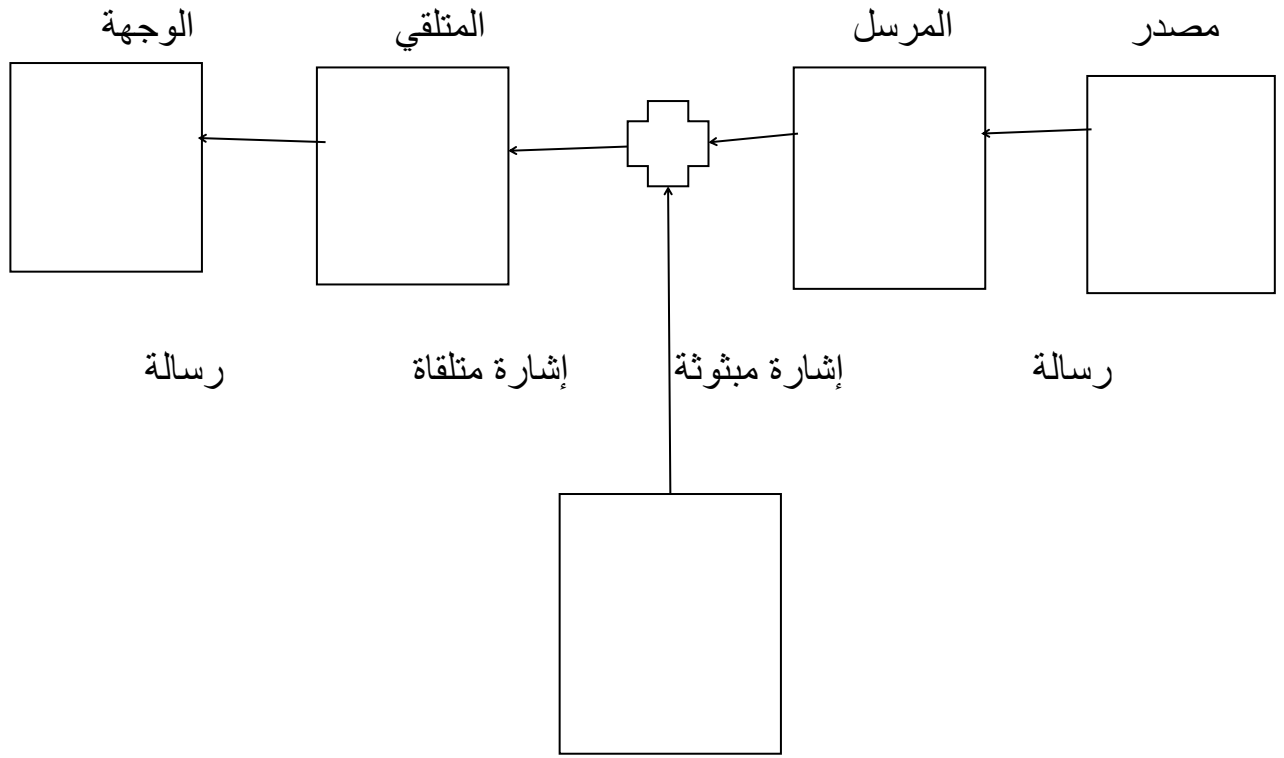 مصدر المرسل المتلقي الوجهة
رسالة إشارة مبثوثة إشارة متلقاة رسالة